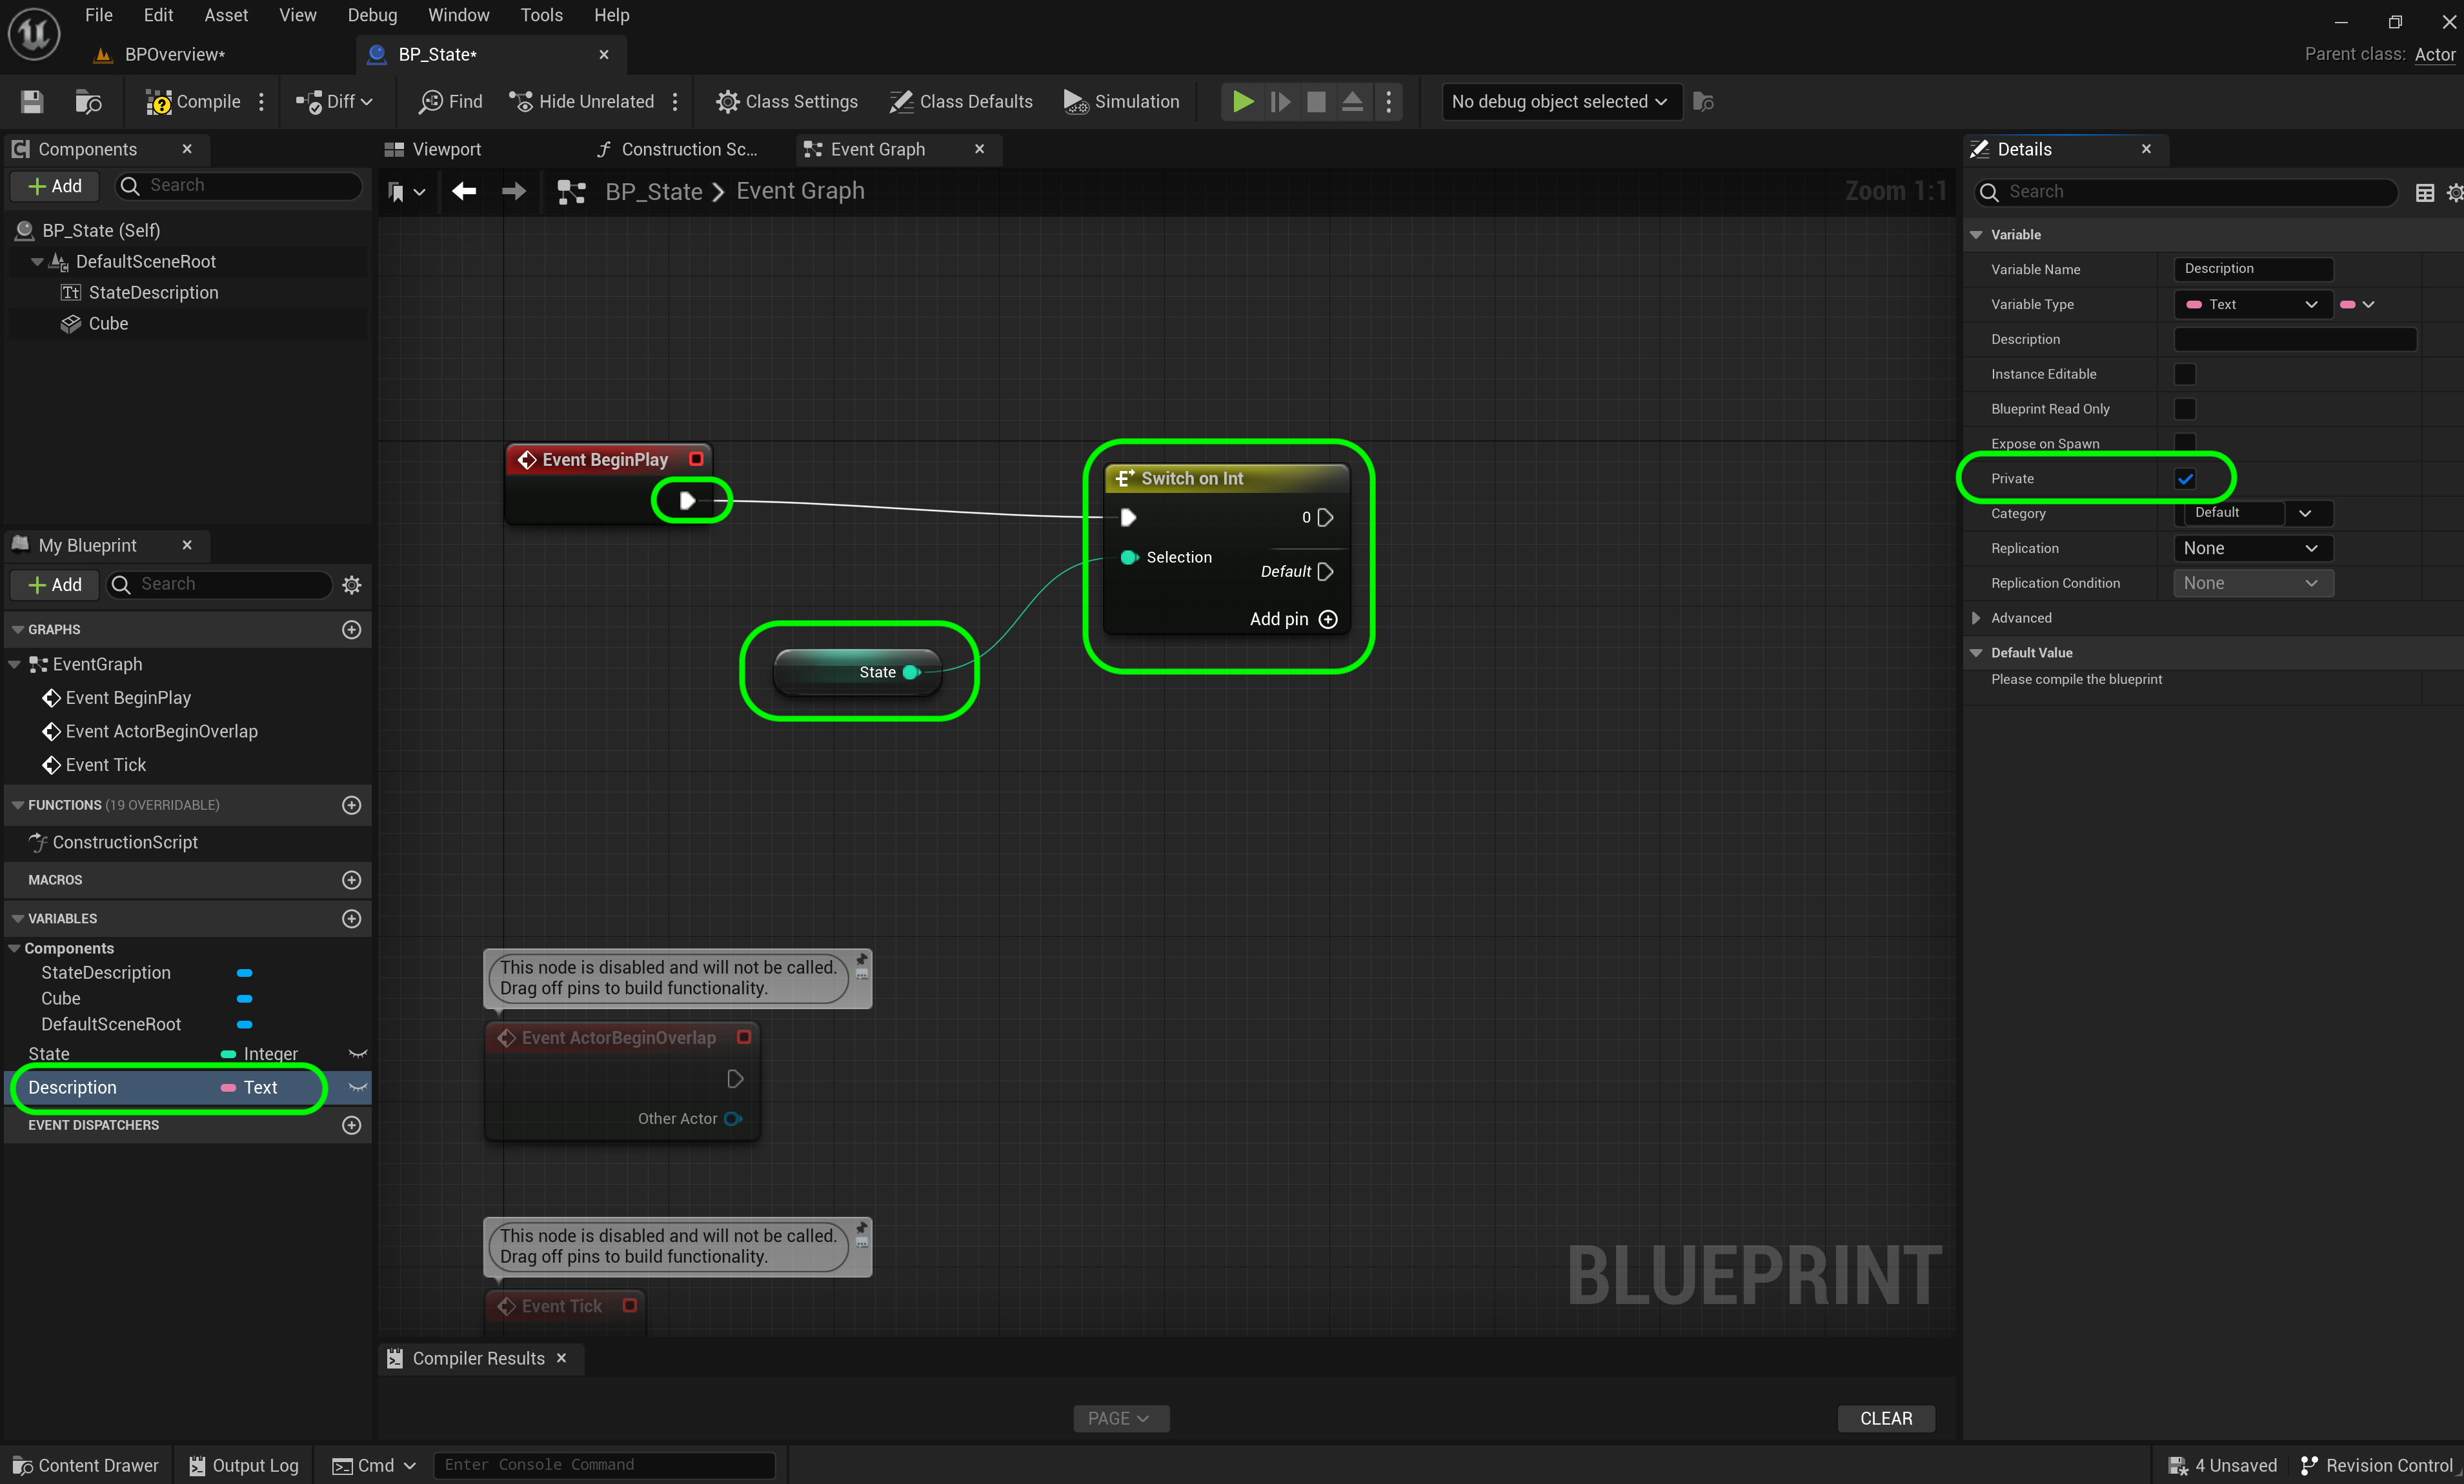 File Edit Asset View Debug Window Tools Help
BPOverview*
BP_State*
Parent class: Actor
Compile
Diff
Find
Hide Unrelated
Class Settings
Class Defaults
Simulation
No debug object selected
Components
Add
Search
BP_State (Self)
DefaultSceneRoot
StateDescription
Cube
My Blueprint
Add
Search
GRAPHS
EventGraph
Event BeginPlay
Event ActorBeginOverlap
Event Tick
FUNCTIONS (19 OVERRIDABLE)
ConstructionScript
MACROS
VARIABLES
Components
StateDescription
Cube
DefaultSceneRoot
State Integer
Description Text
EVENT DISPATCHERS
Viewport
Construction Sc...
Event Graph
BP_State > Event Graph
Zoom 1:1
Event BeginPlay
Switch on Int
0
Selection
Default
Add pin
State
This node is disabled and will not be called.
Drag off pins to build functionality.
Event ActorBeginOverlap
Other Actor
This node is disabled and will not be called.
Drag off pins to build functionality.
Event Tick
BLUEPRINT
Compiler Results
PAGE
CLEAR
Details
Search
Variable
Variable Name Description
Variable Type Text
Description
Instance Editable
Blueprint Read Only
Expose on Spawn
Private
Category Default
Replication None
Replication Condition None
Advanced
Default Value
Please compile the blueprint
Content Drawer
Output Log
Cmd
Enter Console Command
4 Unsaved
Revision Control